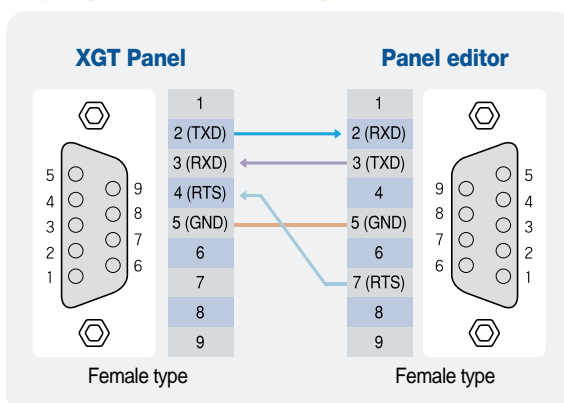 XGT Panel
Panel editor
1
2 (TXD)
3 (RXD)
4 (RTS)
5 (GND)
6
7
8
9
1
2 (RXD)
3 (TXD)
4
5 (GND)
6
7 (RTS)
8
9
5
4
3
2
1
9
8
7
6
9
8
7
6
5
4
3
2
1
Female type
Female type